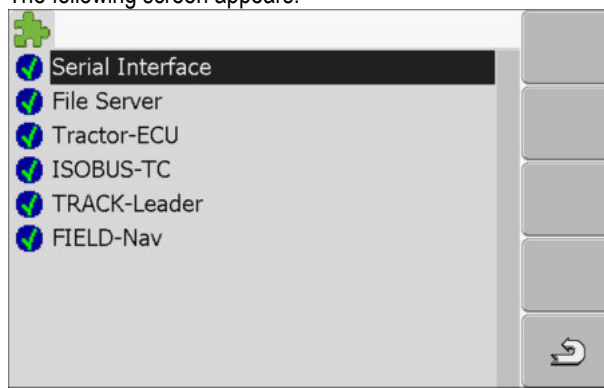 The following screen appears:
Serial Interface
File Server
Tractor-ECU
ISOBUS-TC
TRACK-Leader
FIELD-Nav